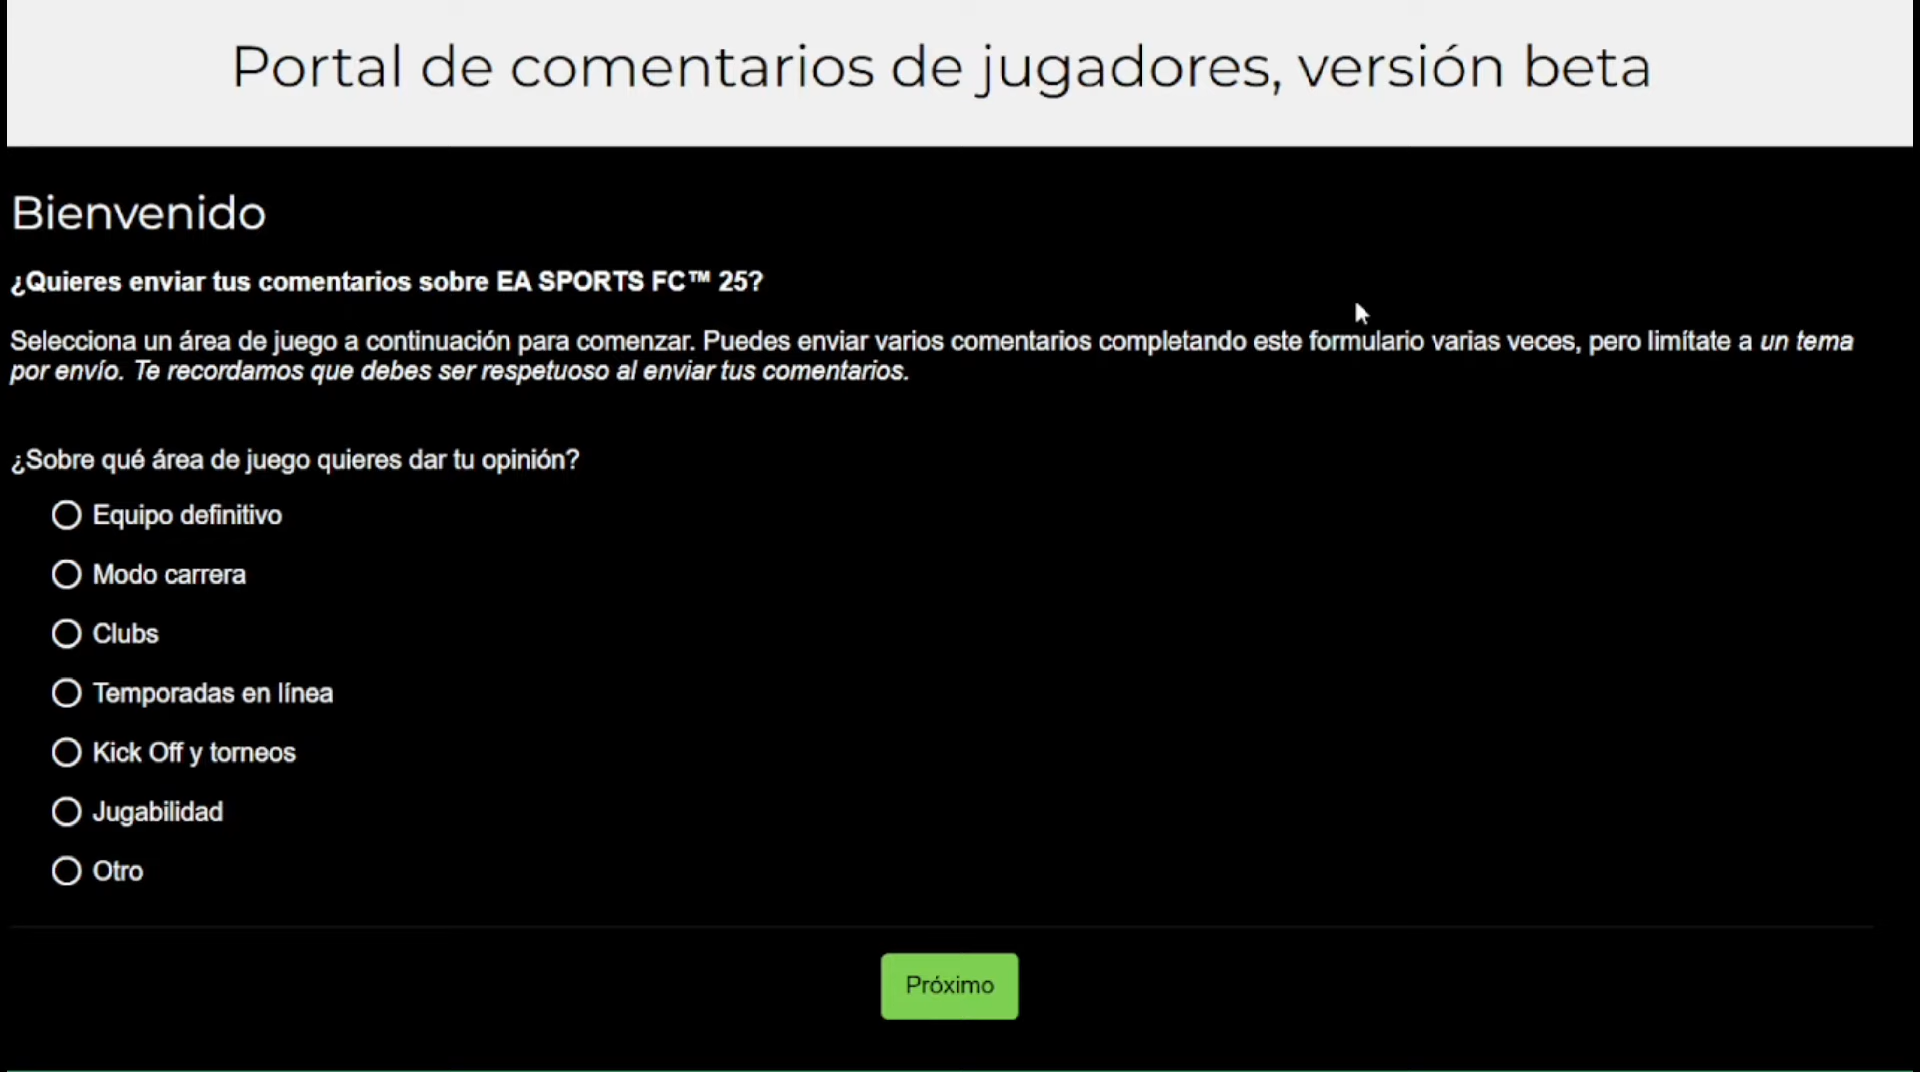 Portal de comentarios de jugadores, versión beta
Bienvenido
¿Quieres enviar tus comentarios sobre EA SPORTS FC™ 25?
Selecciona un área de juego a continuación para comenzar. Puedes enviar varios comentarios completando este formulario varias veces, pero limítate a un tema
por envío. Te recordamos que debes ser respetuoso al enviar tus comentarios.
¿Sobre qué área de juego quieres dar tu opinión?
Equipo definitivo
Modo carrera
Clubs
Temporadas en línea
Kick Off y torneos
Jugabilidad
Otro
Próximo